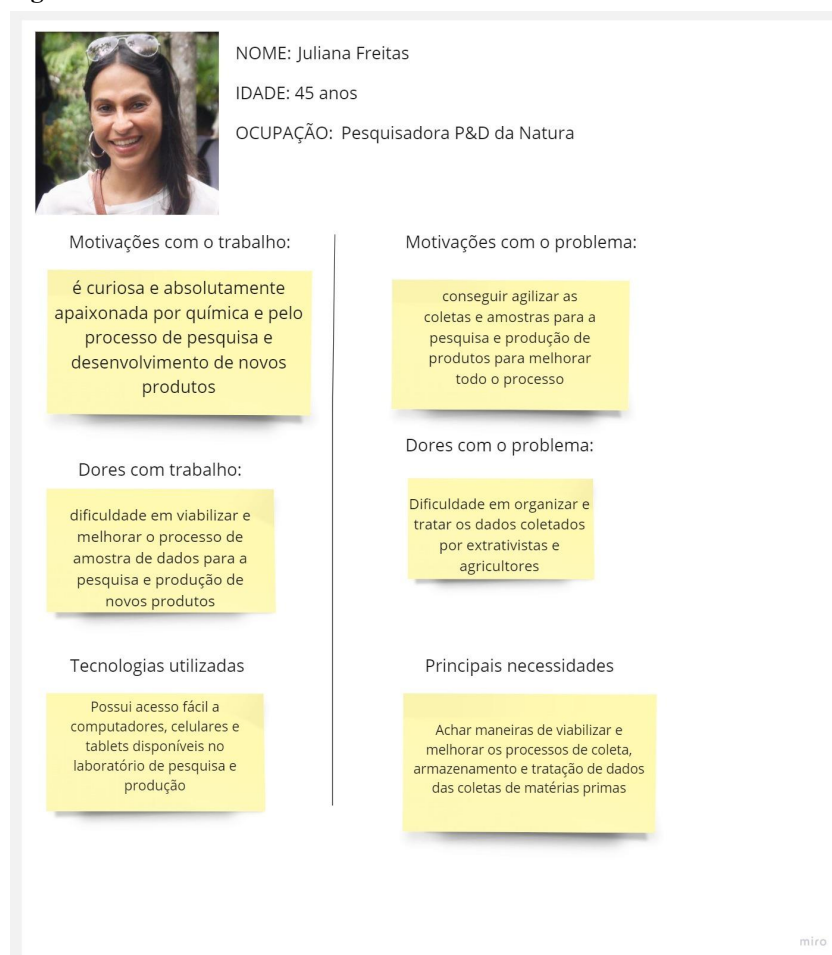 NOME: Juliana Freitas
IDADE: 45 anos
OCUPAÇÃO: Pesquisadora P&D da Natura
Motivações com o trabalho:
é curiosa e absolutamente
apaixonada por química e pelo
processo de pesquisa e
desenvolvimento de novos
produtos
Motivações com o problema:
conseguir agilizar as
coletas e amostras para a
pesquisa e produção de
produtos para melhorar
todo o processo
Dores com trabalho:
dificuldade em viabilizar e
melhorar o processo de
amostra de dados para a
pesquisa e produção de
novos produtos
Dores com o problema:
Dificuldade em organizar e
tratar os dados coletados
por extrativistas e
agricultores
Tecnologias utilizadas
Possui acesso fácil a
computadores, celulares e
tablets disponíveis no
laboratório de pesquisa e
produção
Principais necessidades
Achar maneiras de viabilizar e
melhorar os processos de coleta,
armazenamento e tratação de dados
das coletas de matérias primas
miro